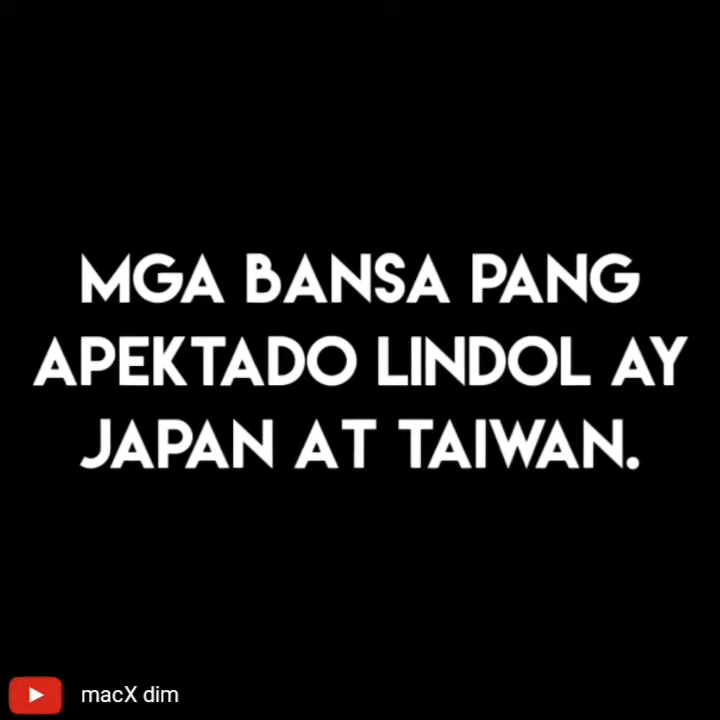 MGA BANSA PANG
APEKTADO LINDOL AY
JAPAN AT TAIWAN.
macX dim